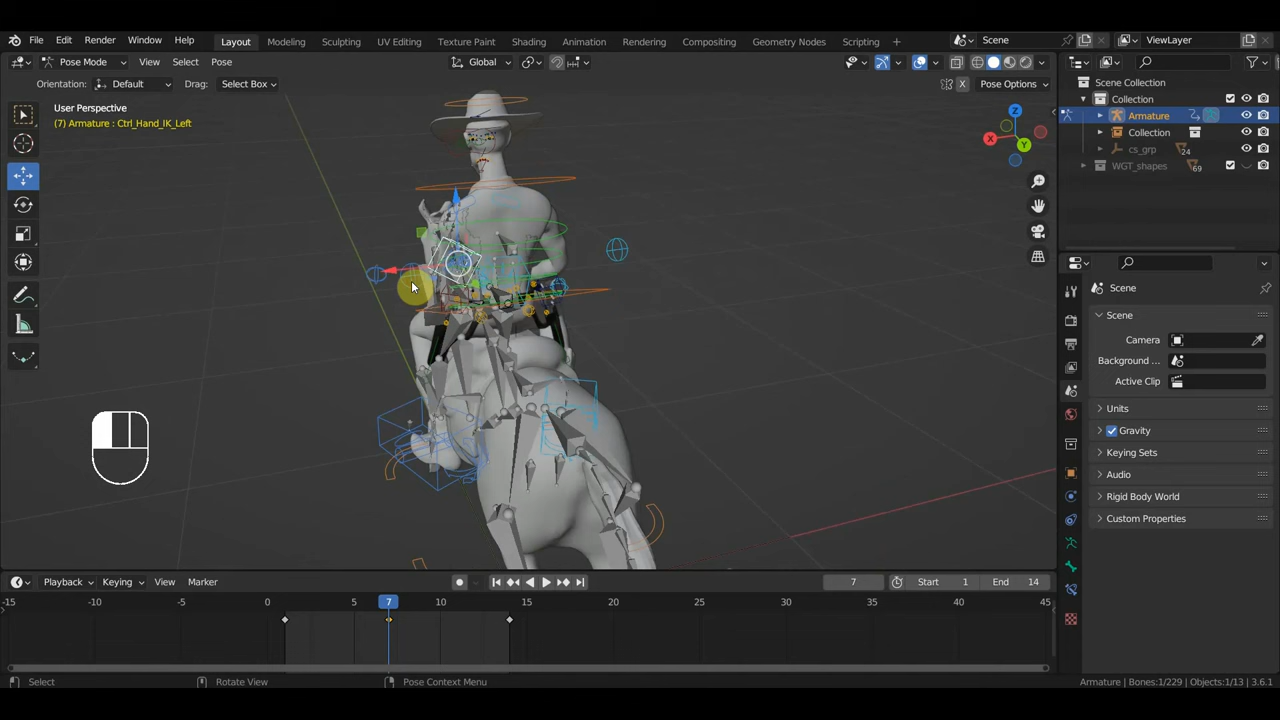 File Edit Render Window Help Layout Modeling Sculpting UV Editing Texture Paint Shading Animation Rendering Compositing Geometry Nodes Scripting Scene ViewLayer
Pose Mode View Select Pose Global Pose Options
Orientation: Default Drag: Select Box X
User Perspective
(7) Armature : Ctrl_Hand_IK_Left
Z
X
Y
Scene Collection
Collection
Armature
Collection
cs_grp 24
WGT_shapes 69
Scene
Scene
Camera
Background ...
Active Clip
Units
Gravity
Keying Sets
Audio
Rigid Body World
Custom Properties
Playback Keying View Marker 7 Start 1 End 14
-15 -10 -5 0 5 7 10 15 20 25 30 35 40 45
Select Rotate View Pose Context Menu Armature | Bones:1/229 | Objects:1/13 | 3.6.1